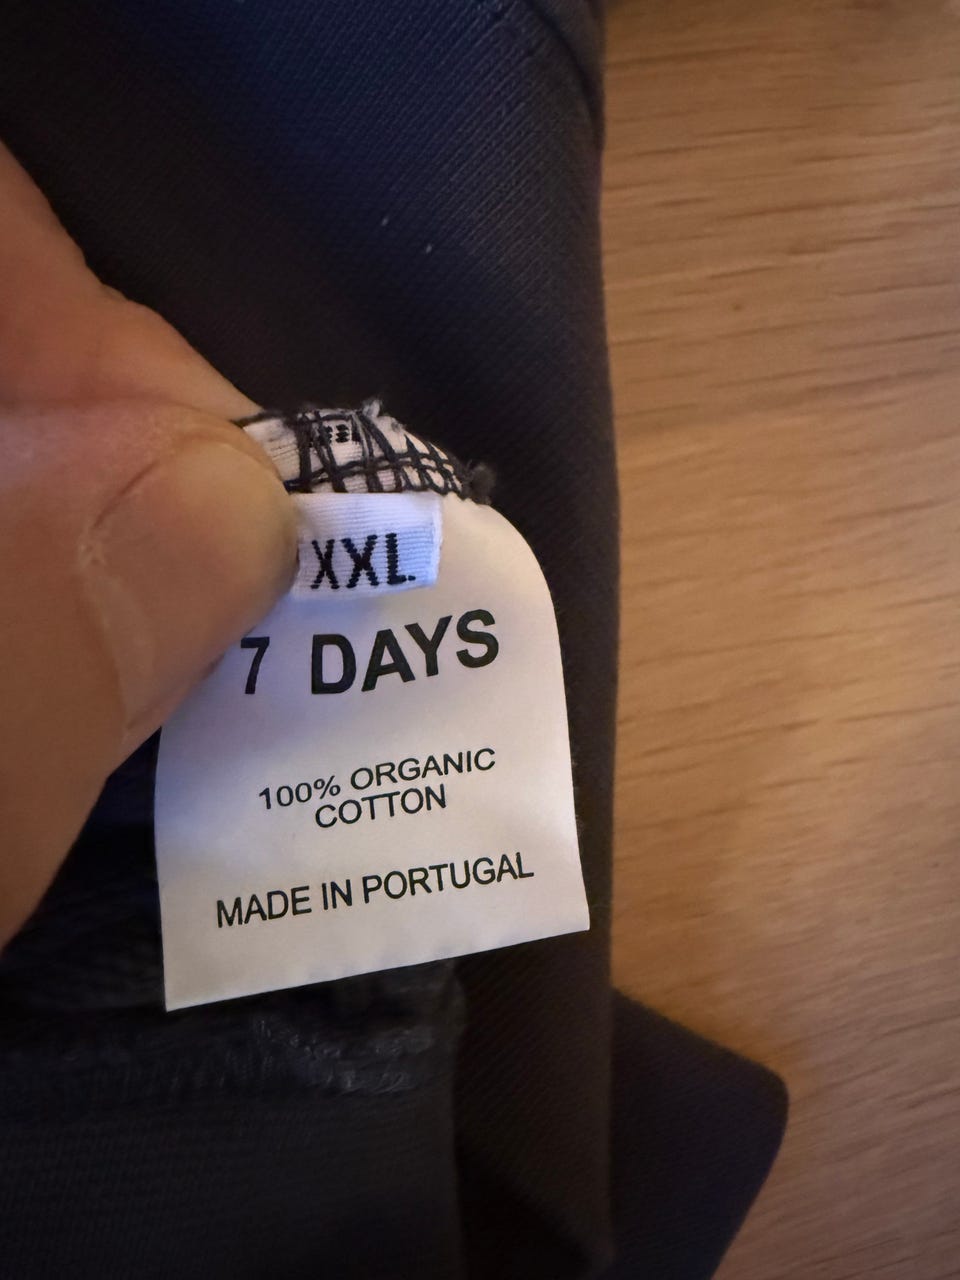 XXL
7 DAYS
100% ORGANIC
COTTON
MADE IN PORTUGAL